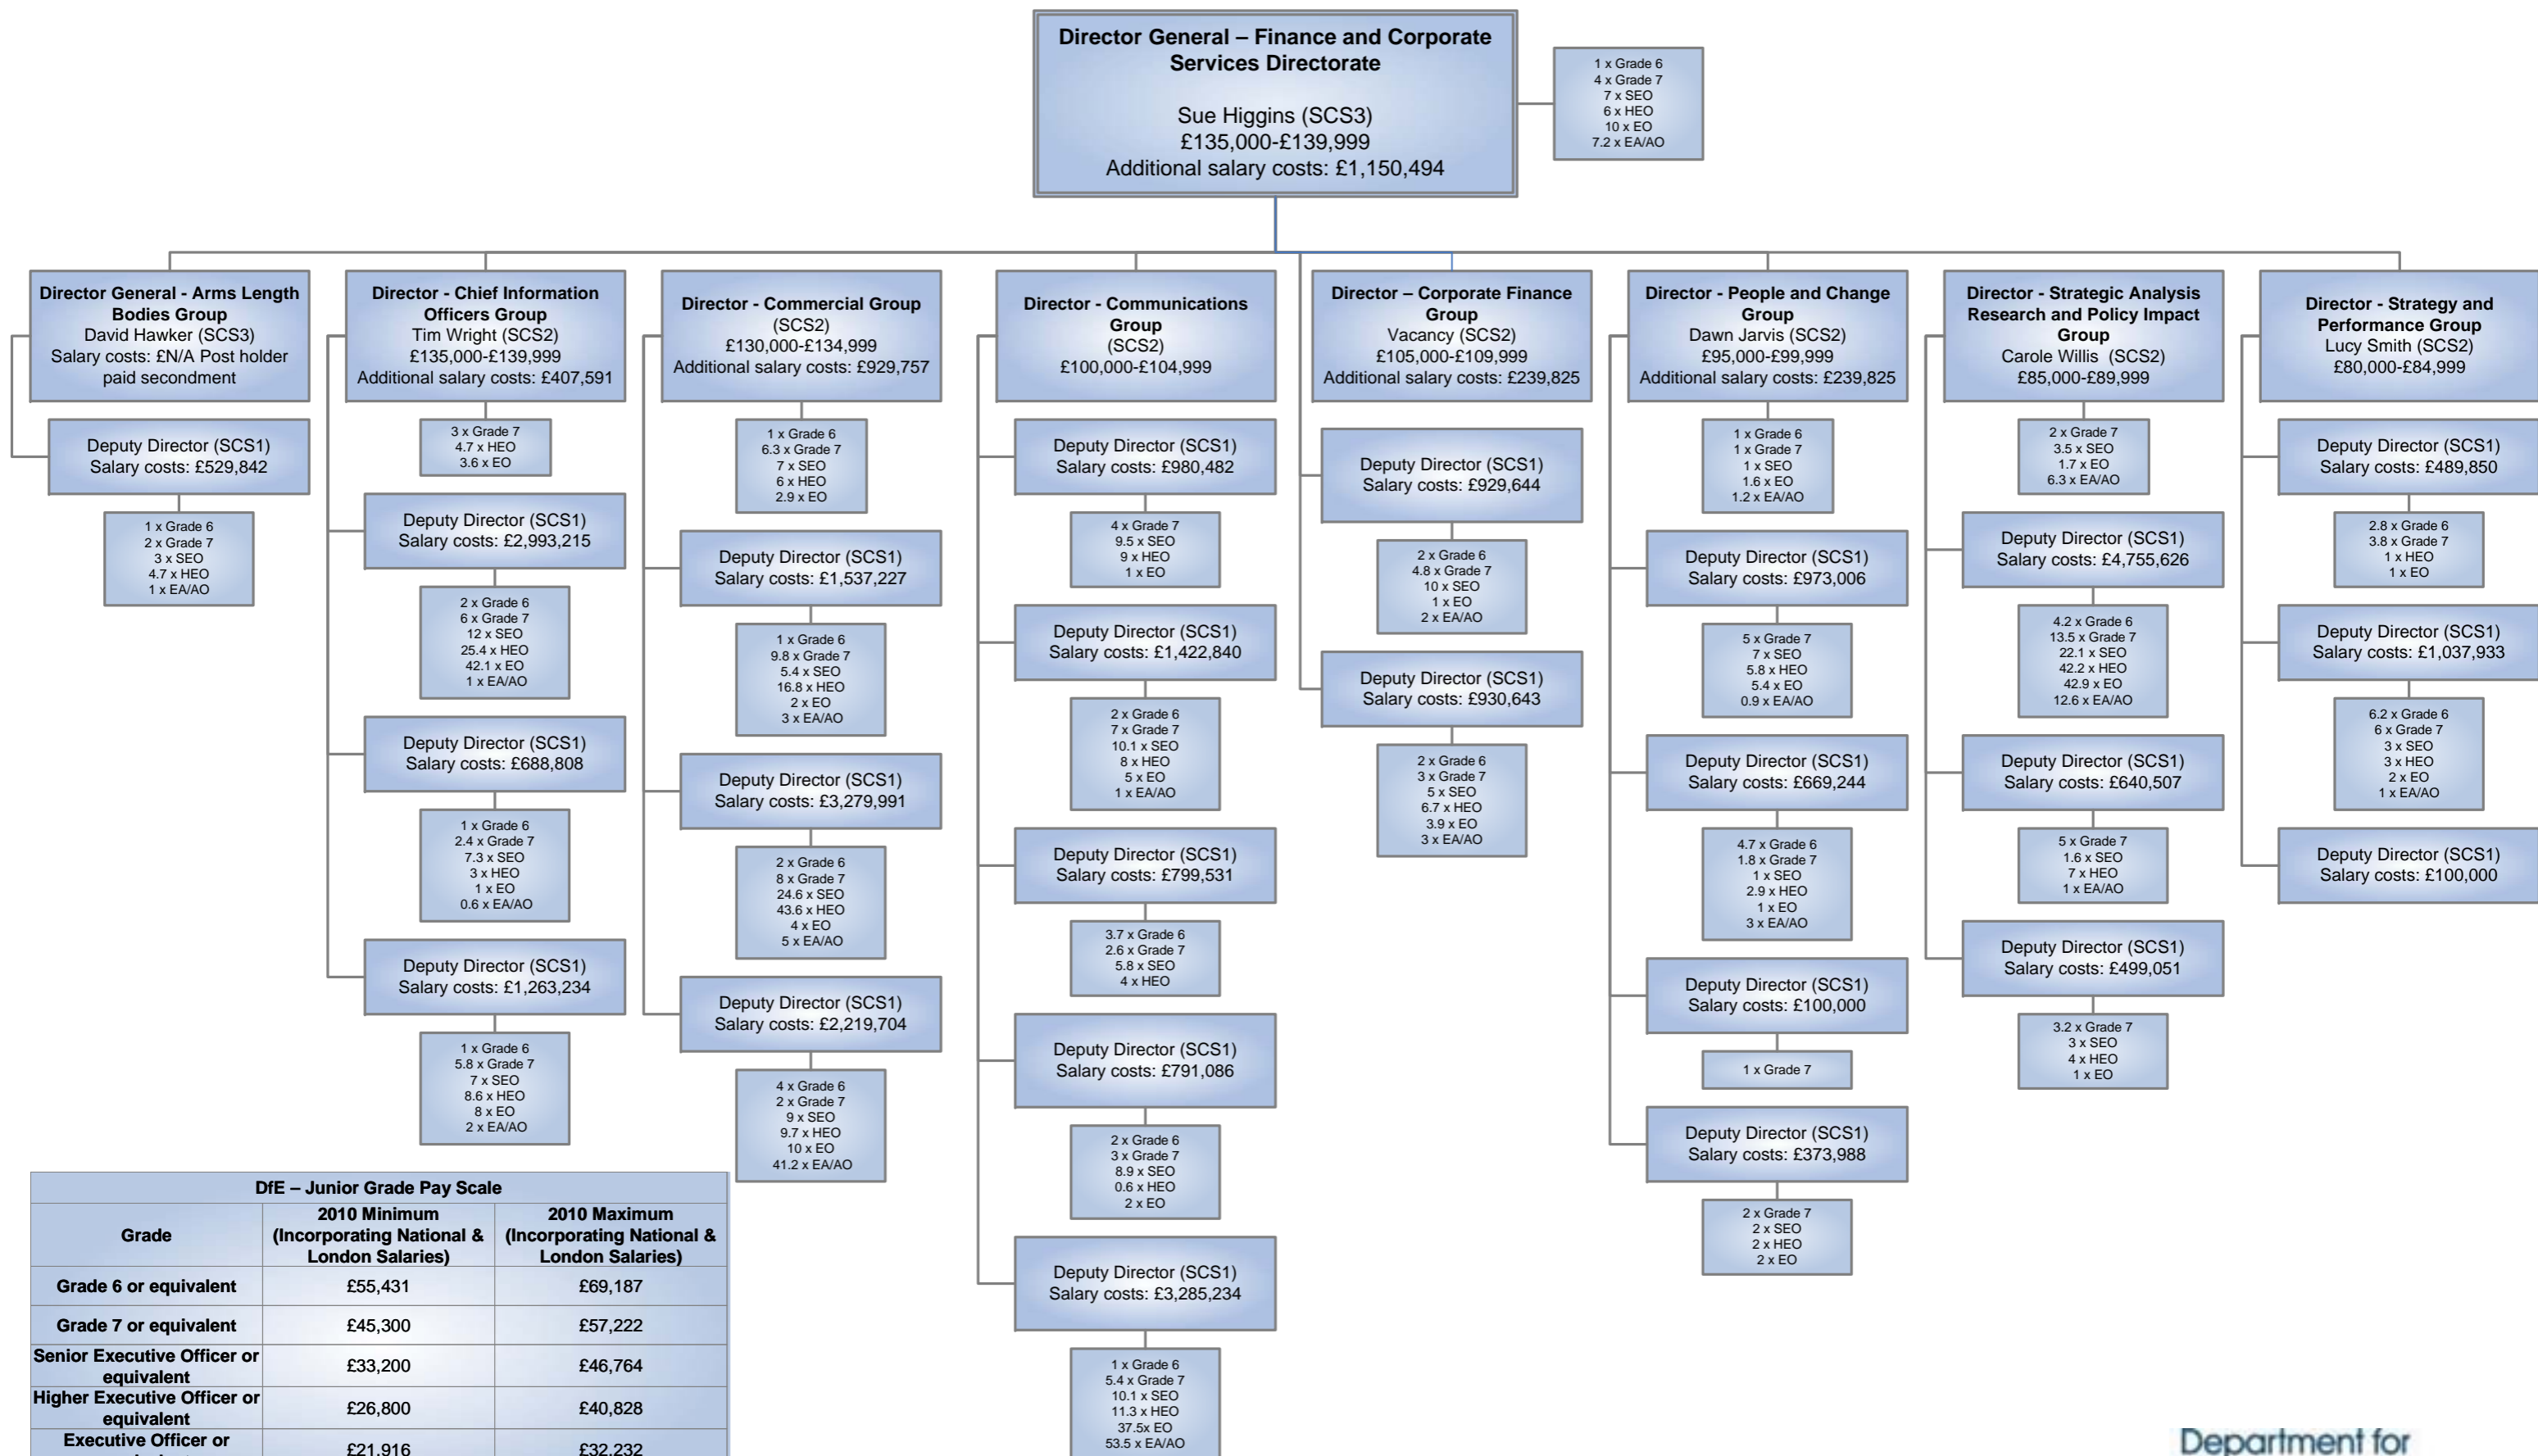 Director General – Finance and Corporate
Services Directorate
Sue Higgins (SCS3)
£135,000-£139,999
Additional salary costs: £1,150,494
1 x Grade 6
4 x Grade 7
7 x SEO
6 x HEO
10 x EO
7.2 x EA/AO
Director General - Arms Length
Bodies Group
David Hawker (SCS3)
Salary costs: £N/A Post holder
paid secondment
Deputy Director (SCS1)
Salary costs: £529,842
1 x Grade 6
2 x Grade 7
3 x SEO
4.7 x HEO
1 x EA/AO
Director - Chief Information
Officers Group
Tim Wright (SCS2)
£135,000-£139,999
Additional salary costs: £407,591
3 x Grade 7
4.7 x HEO
3.6 x EO
Deputy Director (SCS1)
Salary costs: £2,993,215
2 x Grade 6
6 x Grade 7
12 x SEO
25.4 x HEO
42.1 x EO
1 x EA/AO
Deputy Director (SCS1)
Salary costs: £688,808
1 x Grade 6
2.4 x Grade 7
7.3 x SEO
3 x HEO
1 x EO
0.6 x EA/AO
Deputy Director (SCS1)
Salary costs: £1,263,234
1 x Grade 6
5.8 x Grade 7
7 x SEO
8.6 x HEO
8 x EO
2 x EA/AO
Director - Commercial Group
(SCS2)
£130,000-£134,999
Additional salary costs: £929,757
1 x Grade 6
6.3 x Grade 7
7 x SEO
6 x HEO
2.9 x EO
Deputy Director (SCS1)
Salary costs: £1,537,227
1 x Grade 6
9.8 x Grade 7
5.4 x SEO
16.8 x HEO
2 x EO
3 x EA/AO
Deputy Director (SCS1)
Salary costs: £3,279,991
2 x Grade 6
8 x Grade 7
24.6 x SEO
43.6 x HEO
4 x EO
5 x EA/AO
Deputy Director (SCS1)
Salary costs: £2,219,704
4 x Grade 6
2 x Grade 7
9 x SEO
9.7 x HEO
10 x EO
41.2 x EA/AO
Director - Communications
Group
(SCS2)
£100,000-£104,999
Deputy Director (SCS1)
Salary costs: £980,482
4 x Grade 7
9.5 x SEO
9 x HEO
1 x EO
Deputy Director (SCS1)
Salary costs: £1,422,840
2 x Grade 6
7 x Grade 7
10.1 x SEO
8 x HEO
5 x EO
1 x EA/AO
Deputy Director (SCS1)
Salary costs: £799,531
3.7 x Grade 6
2.6 x Grade 7
5.8 x SEO
4 x HEO
Deputy Director (SCS1)
Salary costs: £791,086
2 x Grade 6
3 x Grade 7
8.9 x SEO
0.6 x HEO
2 x EO
Deputy Director (SCS1)
Salary costs: £3,285,234
1 x Grade 6
5.4 x Grade 7
10.1 x SEO
11.3 x HEO
37.5x EO
53.5 x EA/AO
Director – Corporate Finance
Group
Vacancy (SCS2)
£105,000-£109,999
Additional salary costs: £239,825
Deputy Director (SCS1)
Salary costs: £929,644
2 x Grade 6
4.8 x Grade 7
10 x SEO
1 x EO
2 x EA/AO
Deputy Director (SCS1)
Salary costs: £930,643
2 x Grade 6
3 x Grade 7
5 x SEO
6.7 x HEO
3.9 x EO
3 x EA/AO
Director - People and Change
Group
Dawn Jarvis (SCS2)
£95,000-£99,999
Additional salary costs: £239,825
1 x Grade 6
1 x Grade 7
1 x SEO
1.6 x EO
1.2 x EA/AO
Deputy Director (SCS1)
Salary costs: £973,006
5 x Grade 7
7 x SEO
5.8 x HEO
5.4 x EO
0.9 x EA/AO
Deputy Director (SCS1)
Salary costs: £669,244
4.7 x Grade 6
1.8 x Grade 7
1 x SEO
2.9 x HEO
1 x EO
3 x EA/AO
Deputy Director (SCS1)
Salary costs: £100,000
1 x Grade 7
Deputy Director (SCS1)
Salary costs: £373,988
2 x Grade 7
2 x SEO
2 x HEO
2 x EO
Director - Strategic Analysis
Research and Policy Impact
Group
Carole Willis (SCS2)
£85,000-£89,999
2 x Grade 7
3.5 x SEO
1.7 x EO
6.3 x EA/AO
Deputy Director (SCS1)
Salary costs: £4,755,626
4.2 x Grade 6
13.5 x Grade 7
22.1 x SEO
42.2 x HEO
42.9 x EO
12.6 x EA/AO
Deputy Director (SCS1)
Salary costs: £640,507
5 x Grade 7
1.6 x SEO
7 x HEO
1 x EA/AO
Deputy Director (SCS1)
Salary costs: £499,051
3.2 x Grade 7
3 x SEO
4 x HEO
1 x EO
Director - Strategy and
Performance Group
Lucy Smith (SCS2)
£80,000-£84,999
Deputy Director (SCS1)
Salary costs: £489,850
2.8 x Grade 6
3.8 x Grade 7
1 x HEO
1 x EO
Deputy Director (SCS1)
Salary costs: £1,037,933
6.2 x Grade 6
6 x Grade 7
3 x SEO
3 x HEO
2 x EO
1 x EA/AO
Deputy Director (SCS1)
Salary costs: £100,000
DfE – Junior Grade Pay Scale
Grade
2010 Minimum
(Incorporating National &
London Salaries)
2010 Maximum
(Incorporating National &
London Salaries)
Grade 6 or equivalent £55,431 £69,187
Grade 7 or equivalent £45,300 £57,222
Senior Executive Officer or
equivalent £33,200 £46,764
Higher Executive Officer or
equivalent £26,800 £40,828
Executive Officer or
£21,916 £32,232
Department for